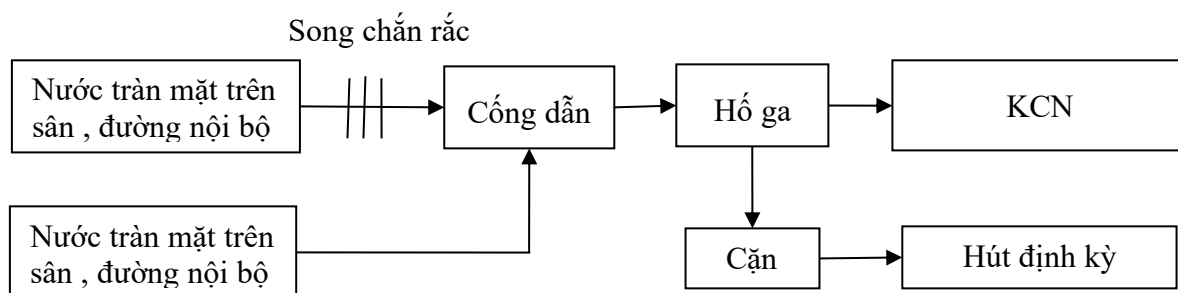 Song chắn rắc
Nước tràn mặt trên
sân , đường nội bộ
Cống dẫn
Hố ga
KCN
Nước tràn mặt trên
sân , đường nội bộ
Cặn
Hút định kỳ